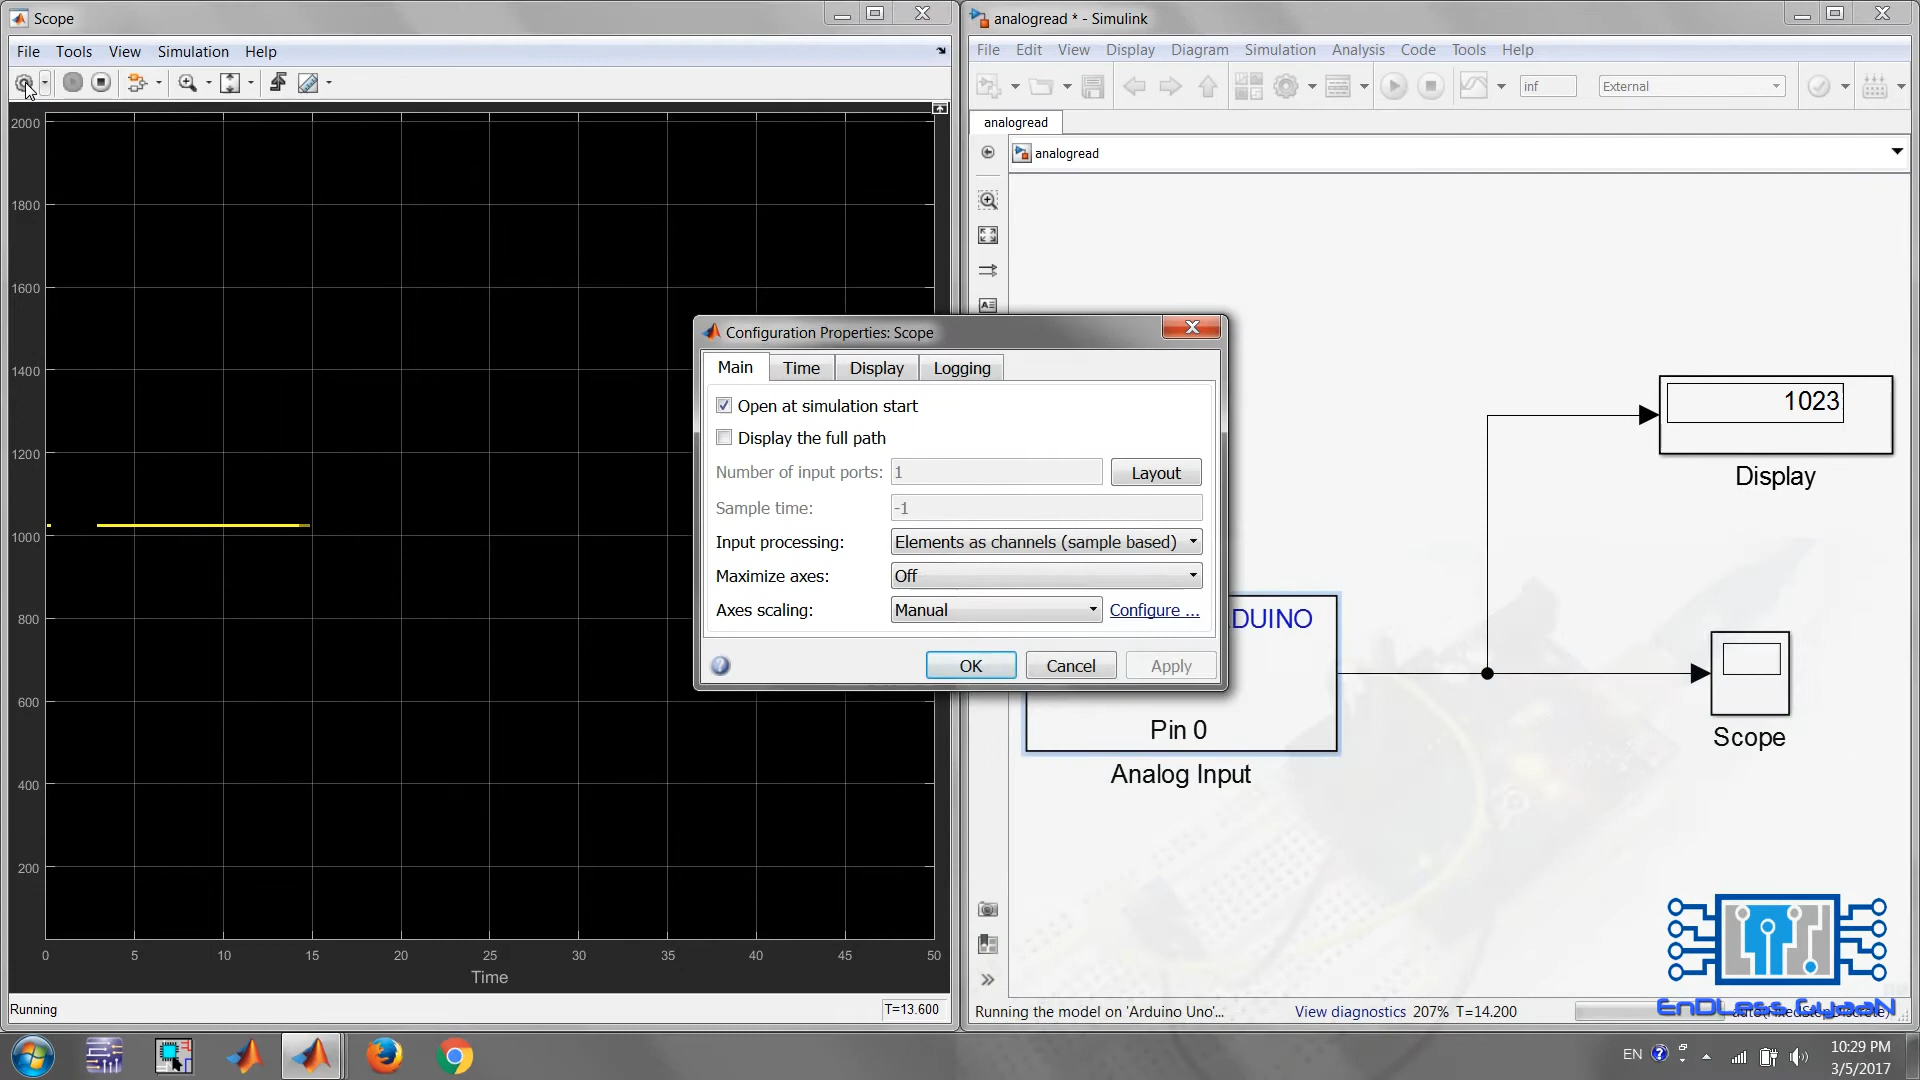 Scope
File Tools View Simulation Help
2000
1800
1600
1400
1200
1000
800
600
400
200
0 5 10 15 20 25 30 35 40 45 50
Time
Running
T=13.600
analogread * - Simulink
File Edit View Display Diagram Simulation Analysis Code Tools Help
inf
External
analogread
analogread
Configuration Properties: Scope
Main Time Display Logging
Open at simulation start
Display the full path
Number of input ports: 1 Layout
Sample time: -1
Input processing: Elements as channels (sample based)
Maximize axes: Off
Axes scaling: Manual Configure ...
OK Cancel Apply
1023
Display
DUINO
Pin 0
Analog Input
Scope
EnDLess GyaaN
Running the model on 'Arduino Uno'... View diagnostics 207% T=14.200 auto(FixedStepDiscrete)
EN
10:29 PM
3/5/2017